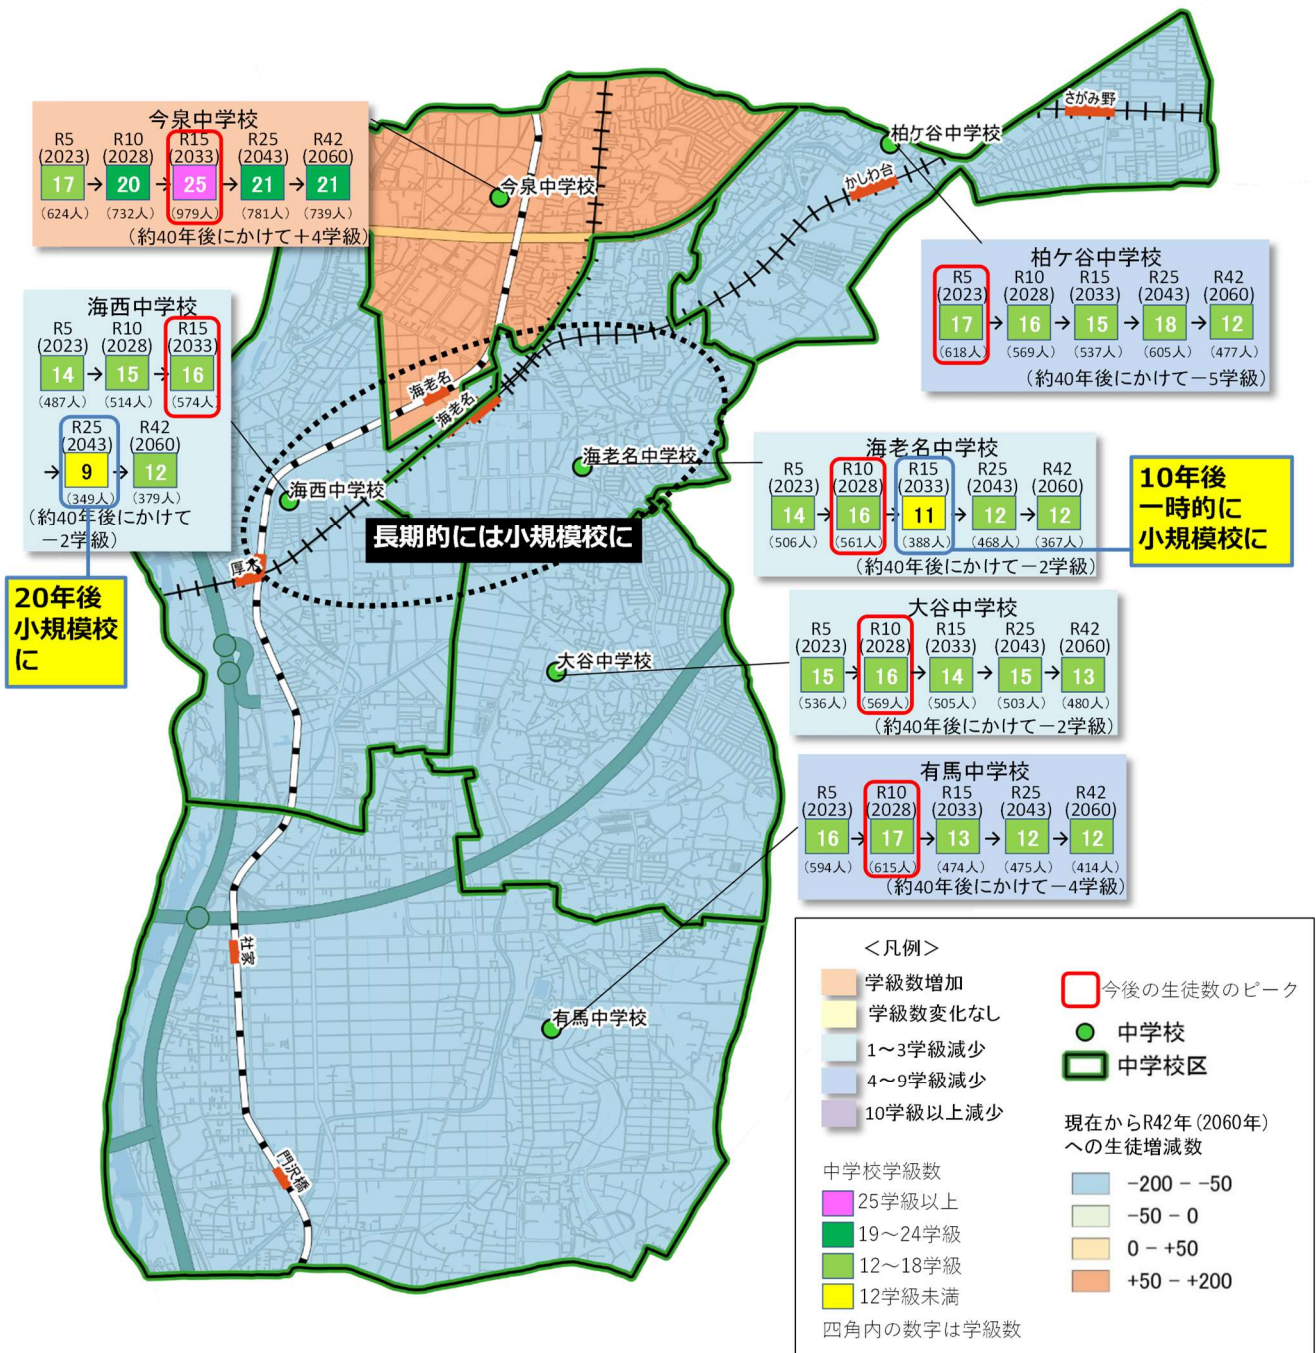 今泉中学校
R5 R10 R15 R25 R42
(2023) (2028) (2033) (2043) (2060)
17 → 20 → 25 → 21 → 21
(624人) (732人) (979人) (781人) (739人)
(約40年後にかけて＋4学級)
海西中学校
R5 R10 R15
(2023) (2028) (2033)
14 → 15 → 16
(487人) (514人) (574人)
R25 R42
(2043) (2060)
→ 9 → 12
(349人) (379人)
(約40年後にかけて
－2学級)
20年後
小規模校
に
柏ケ谷中学校
R5 R10 R15 R25 R42
(2023) (2028) (2033) (2043) (2060)
17 → 16 → 15 → 18 → 12
(618人) (569人) (537人) (605人) (477人)
(約40年後にかけて－5学級)
海老名中学校
R5 R10 R15 R25 R42
(2023) (2028) (2033) (2043) (2060)
14 → 16 → 11 → 12 → 12
(506人) (561人) (388人) (468人) (367人)
(約40年後にかけて－2学級)
10年後
一時的に
小規模校に
大谷中学校
R5 R10 R15 R25 R42
(2023) (2028) (2033) (2043) (2060)
15 → 16 → 14 → 15 → 13
(536人) (569人) (505人) (503人) (480人)
(約40年後にかけて－2学級)
有馬中学校
R5 R10 R15 R25 R42
(2023) (2028) (2033) (2043) (2060)
16 → 17 → 13 → 12 → 12
(594人) (615人) (474人) (475人) (414人)
(約40年後にかけて－4学級)
さがみ野
柏ケ谷中学校
かしわ台
今泉中学校
海老名
海老名
海老名中学校
海西中学校
長期的には小規模校に
厚木
大谷中学校
社家
有馬中学校
門沢橋
＜凡例＞
学級数増加
学級数変化なし
1～3学級減少
4～9学級減少
10学級以上減少
中学校学級数
25学級以上
19～24学級
12～18学級
12学級未満
四角内の数字は学級数
今後の生徒数のピーク
中学校
中学校区
現在からR42年(2060年)
への生徒増減数
-200 - -50
-50 - 0
0 - +50
+50 - +200